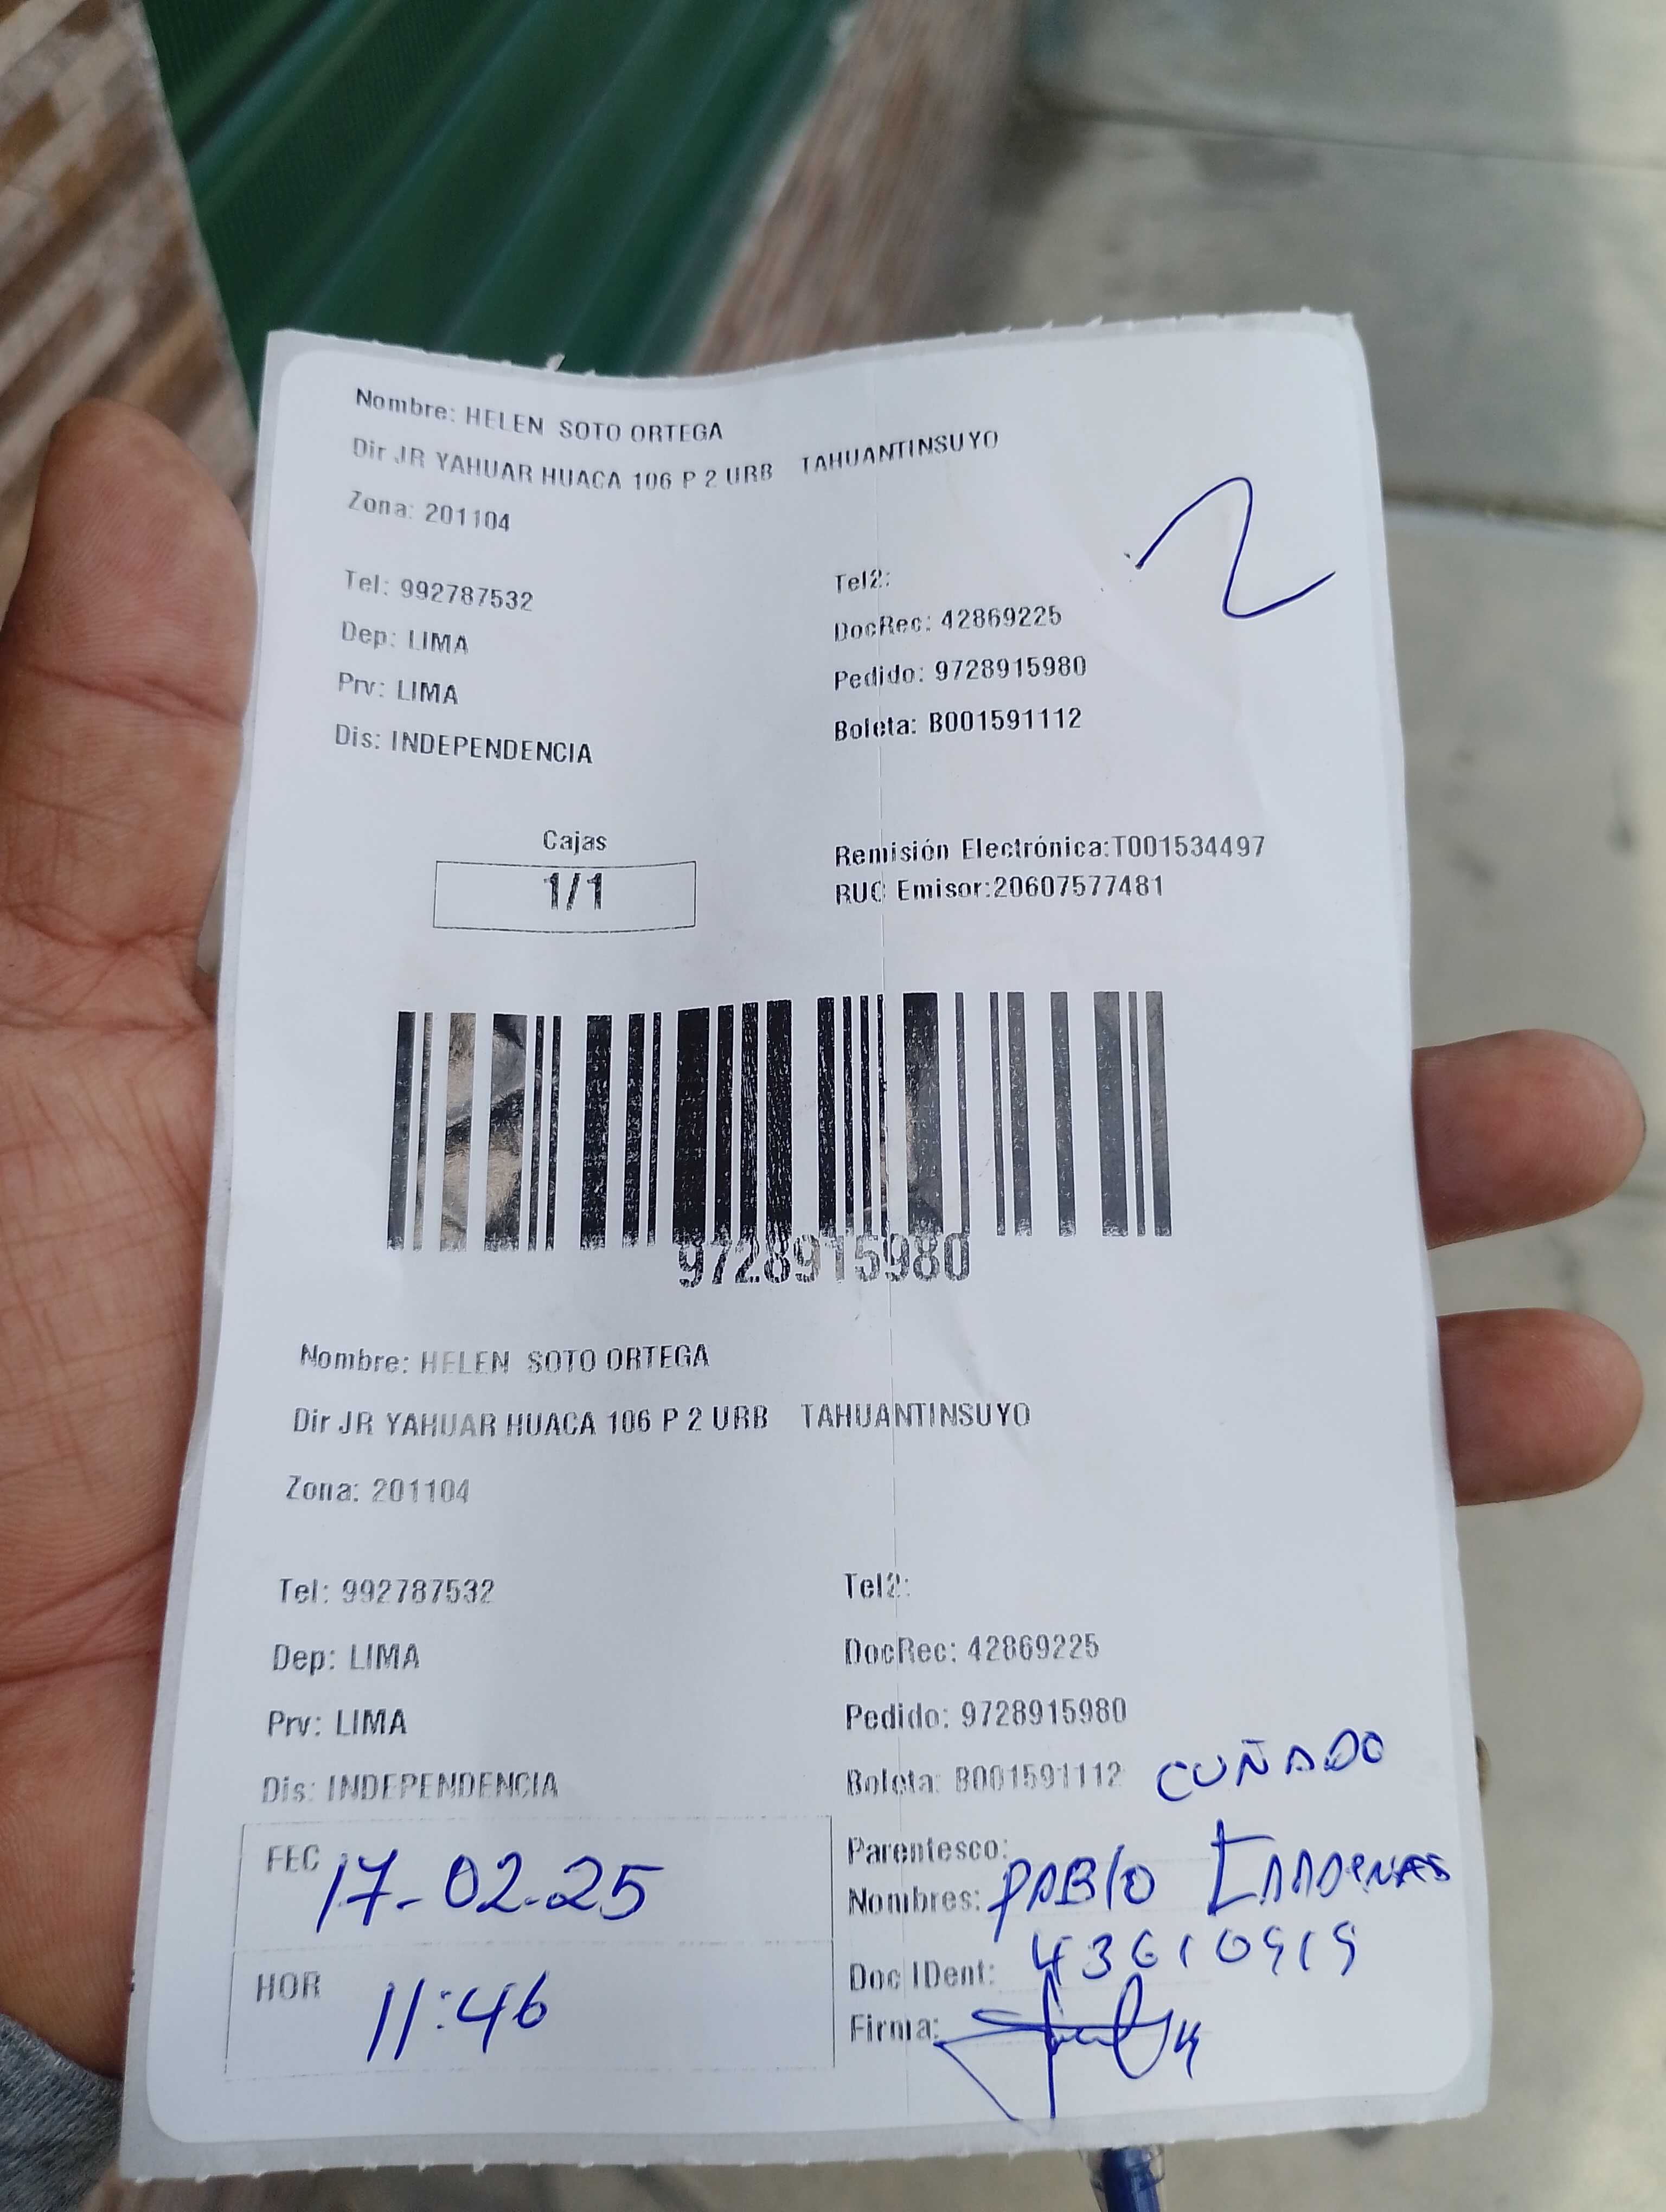 Nombre: HELEN SOTO ORTEGA
Dir JR YAHUAR HUACA 106 P 2 URB TAHUANTINSUYO
Zona: 201104
2
Tel: 992787532
Tel2:
Dep: LIMA
DocRec: 42869225
Prv: LIMA
Pedido: 9728915980
Dis: INDEPENDENCIA
Boleta: B001591112
Cajas
1/1
Remisión Electrónica:T001534497
RUC Emisor:20607577481
9728915980
Nombre: HELEN SOTO ORTEGA
Dir JR YAHUAR HUACA 106 P 2 URB TAHUANTINSUYO
Zona: 201104
Tel: 992787532
Tel2:
Dep: LIMA
DocRec: 42869225
Prv: LIMA
Pedido: 9728915980
Dis: INDEPENDENCIA
Boleta: B001591112
CUÑADO
FEC 17-02-25
Parentesco:
Nombres: PABLO
HOR 11:46
Doc IDent:
Firma: